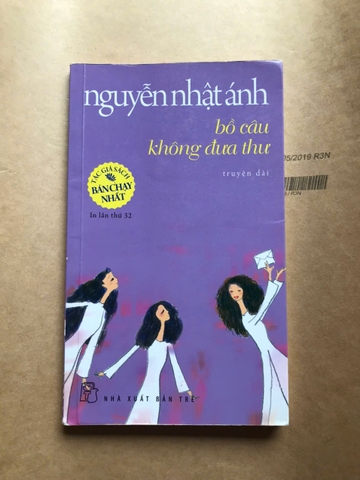 nguyễn nhật ánh
bồ câu
không đưa thư
truyện dài
TÁC GIẢ SÁCH
BÁN CHẠY
NHẤT
In lần thứ 32
05/2019 R3N
NHÀ XUẤT BẢN TRẺ